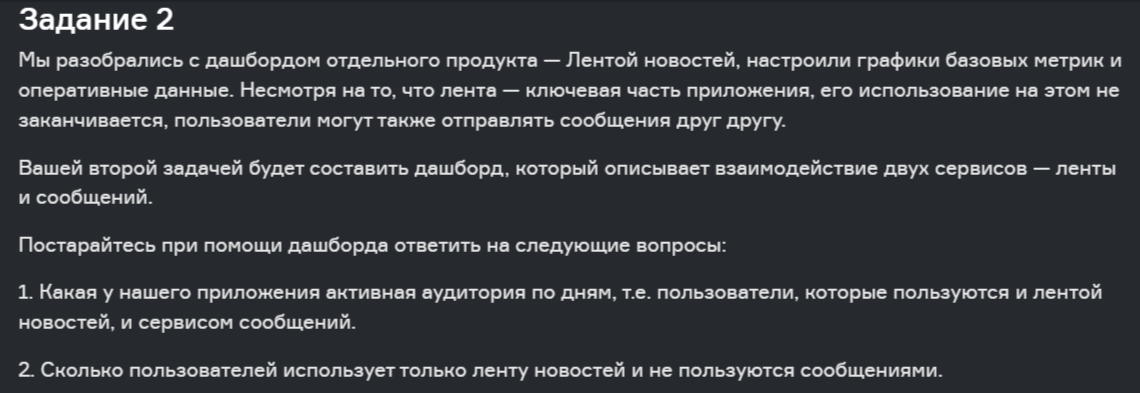 Задание 2
Мы разобрались с дашбордом отдельного продукта — Лентой новостей, настроили графики базовых метрик и
оперативные данные. Несмотря на то, что лента — ключевая часть приложения, его использование на этом не
заканчивается, пользователи могут также отправлять сообщения друг другу.
Вашей второй задачей будет составить дашборд, который описывает взаимодействие двух сервисов — ленты
и сообщений.
Постарайтесь при помощи дашборда ответить на следующие вопросы:
1. Какая у нашего приложения активная аудитория по дням, т.е. пользователи, которые пользуются и лентой
новостей, и сервисом сообщений.
2. Сколько пользователей использует только ленту новостей и не пользуются сообщениями.